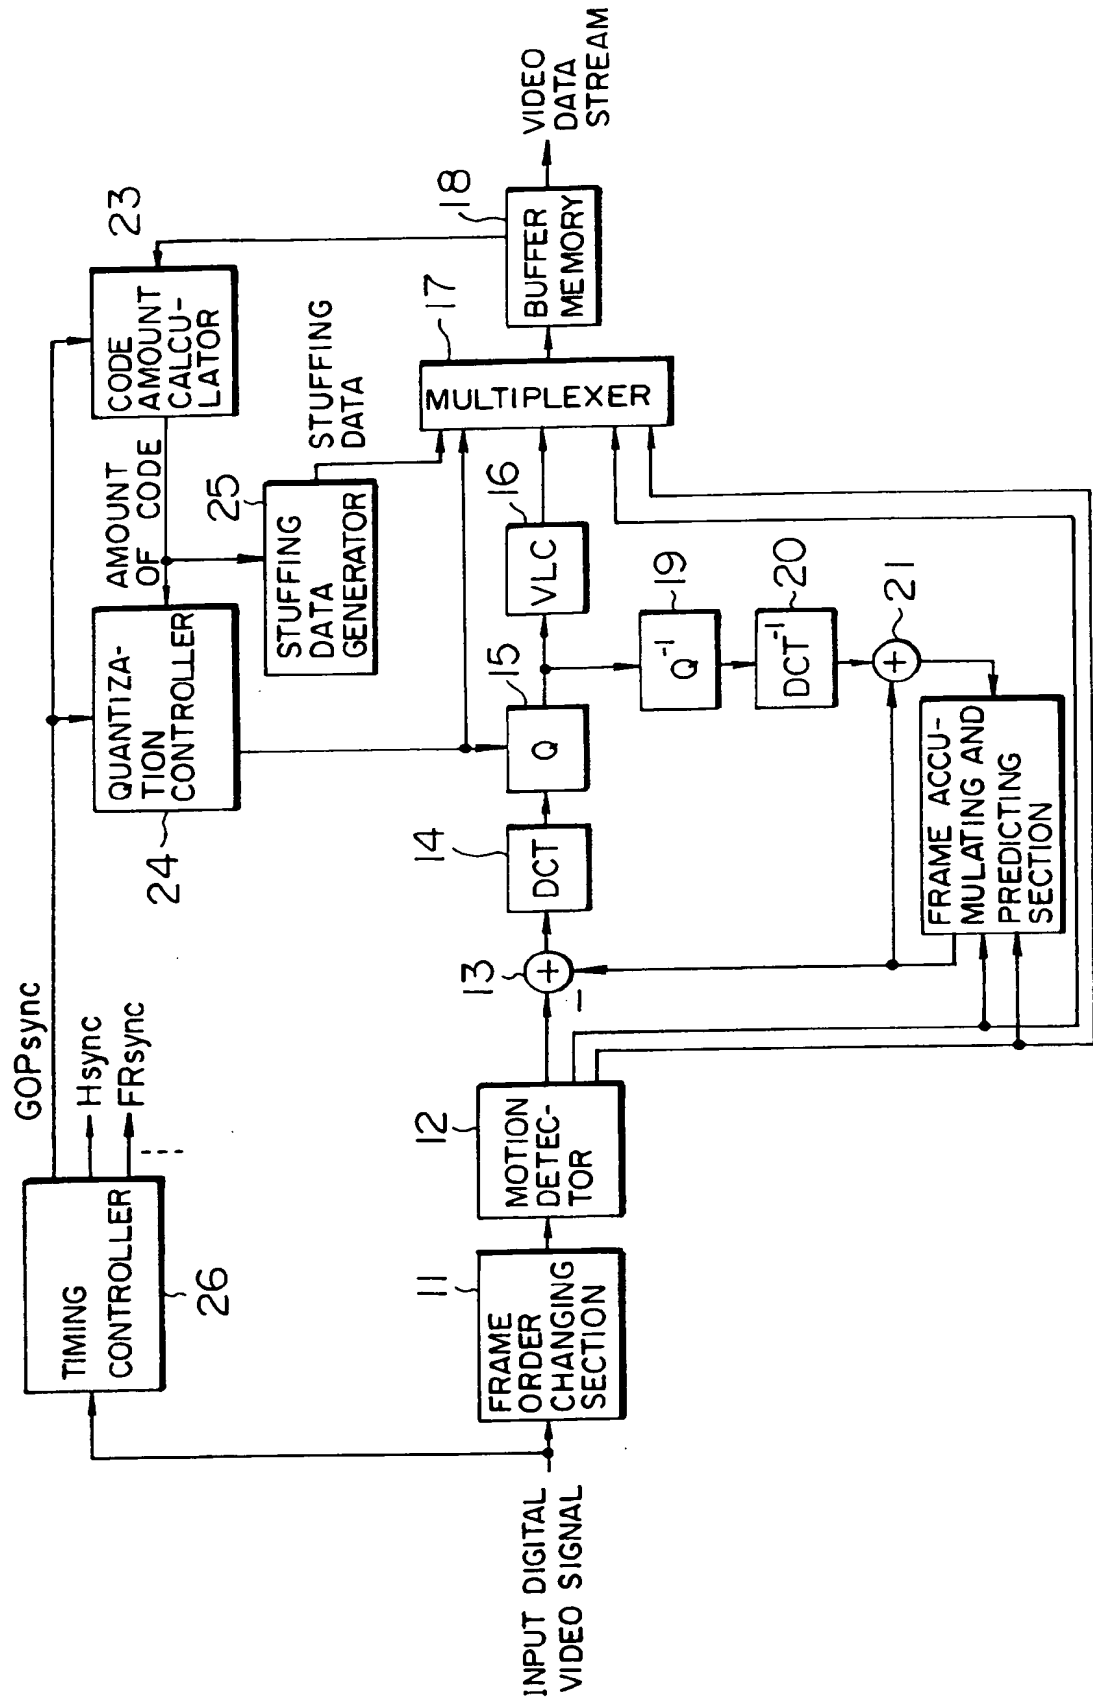 INPUT DIGITAL
VIDEO SIGNAL
TIMING
CONTROLLER
26
GOPsync
Hsync
FRsync
FRAME
ORDER
CHANGING
SECTION
11
MOTION
DETEC-
TOR
12
13
+
−
DCT
14
Q
15
VLC
16
MULTIPLEXER
17
BUFFER
MEMORY
18
VIDEO
DATA
STREAM
QUANTIZA-
TION
CONTROLLER
24
AMOUNT
OF CODE
CODE
AMOUNT
CALCU-
LATOR
23
STUFFING
DATA
GENERATOR
25
STUFFING
DATA
Q⁻¹
19
DCT⁻¹
20
+
21
FRAME ACCU-
MULATING AND
PREDICTING
SECTION